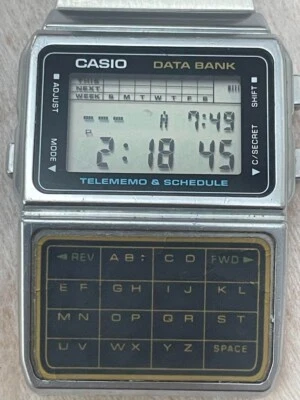 CASIO DATA BANK
THIS
NEXT
WEEK S M T W T F S
ADJUST
SHIFT
--- A 7:49
P
2:18 45
MODE
C/SECRET
TELEMEMO & SCHEDULE
REV AB: CD FWD
EF GH IJ KL
MN OP QR ST
UV WX YZ SPACE